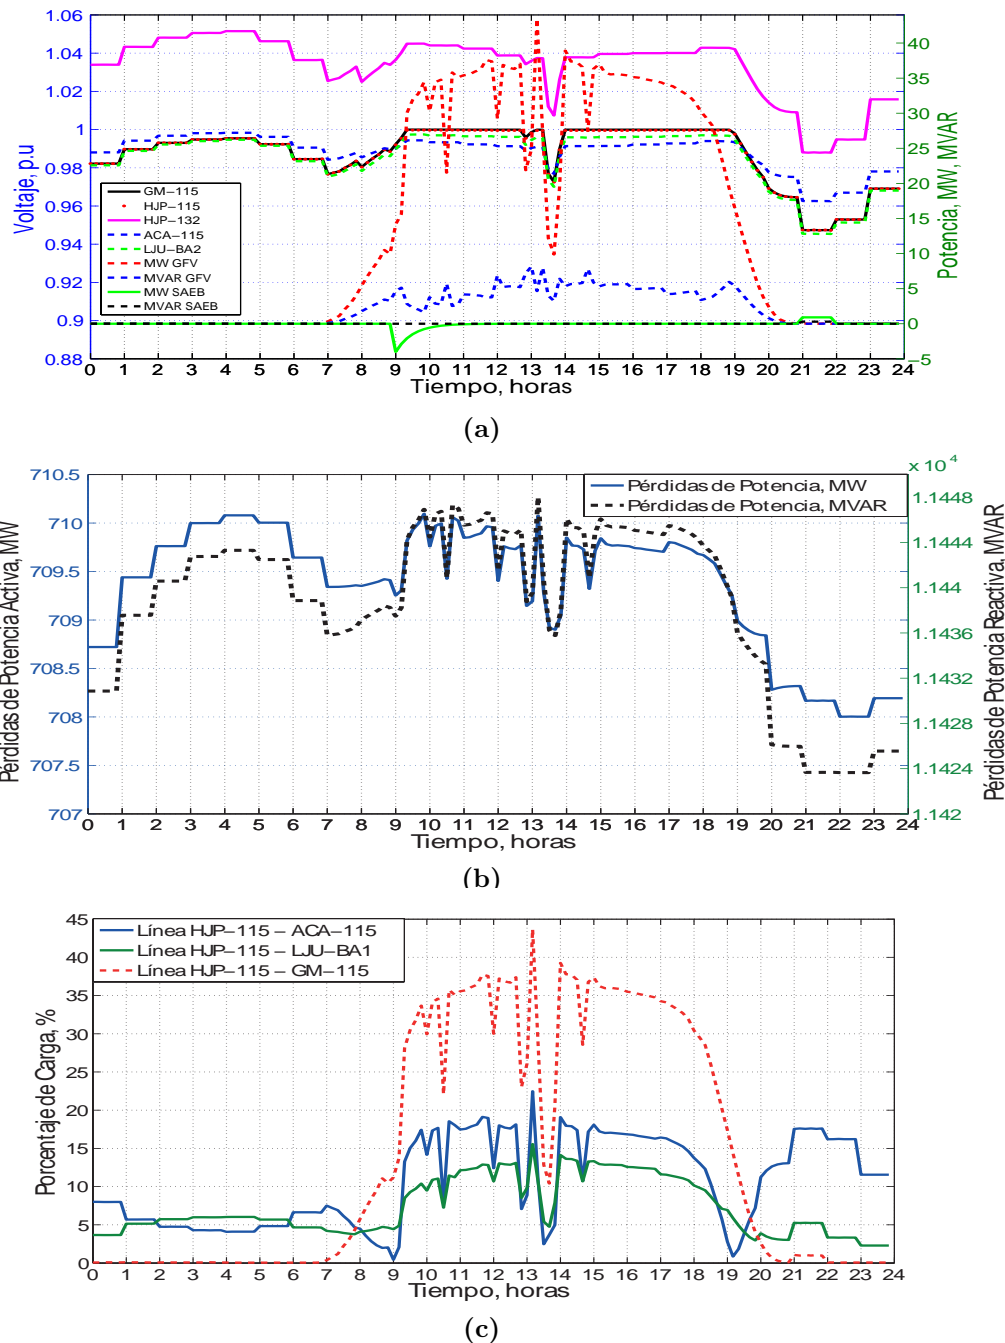 1.06
1.04
1.02
1
0.98
0.96
0.94
0.92
0.9
0.88
Voltaje, p.u
40
35
30
25
20
15
10
5
0
−5
Potencia, MW, MVAR
GM−115
HJP−115
HJP−132
ACA−115
LJU−BA2
MW GFV
MVAR GFV
MW SAEB
MVAR SAEB
0 1 2 3 4 5 6 7 8 9 10 11 12 13 14 15 16 17 18 19 20 21 22 23 24
Tiempo, horas
(a)
710.5
710
709.5
709
708.5
708
707.5
707
Pérdidas de Potencia Activa, MW
x 10^4
1.1448
1.1444
1.144
1.1436
1.1432
1.1428
1.1424
1.142
Pérdidas de Potencia Reactiva, MVAR
Pérdidas de Potencia, MW
Pérdidas de Potencia, MVAR
0 1 2 3 4 5 6 7 8 9 10 11 12 13 14 15 16 17 18 19 20 21 22 23 24
Tiempo, horas
(b)
45
40
35
30
25
20
15
10
5
0
Porcentaje de Carga, %
Línea HJP−115 − ACA−115
Línea HJP−115 − LJU−BA1
Línea HJP−115 − GM−115
0 1 2 3 4 5 6 7 8 9 10 11 12 13 14 15 16 17 18 19 20 21 22 23 24
Tiempo, horas
(c)